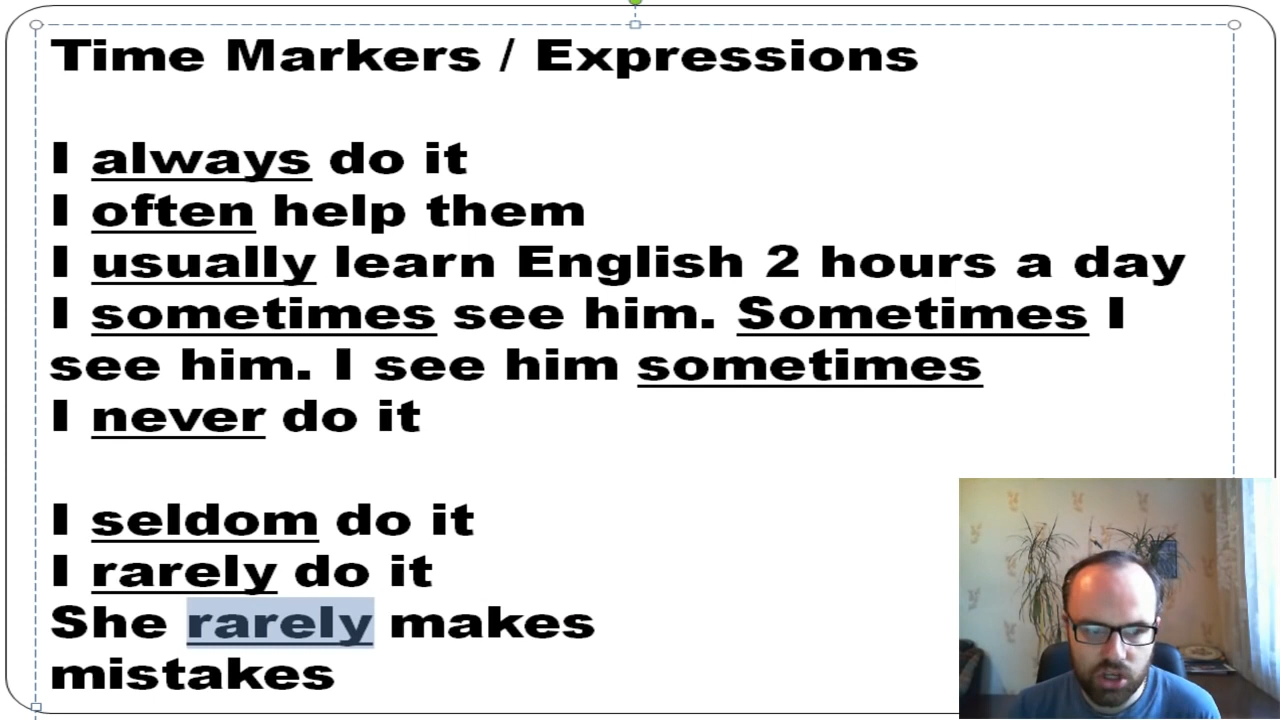 Time Markers / Expressions
I always do it
I often help them
I usually learn English 2 hours a day
I sometimes see him. Sometimes I
see him. I see him sometimes
I never do it
I seldom do it
I rarely do it
She rarely makes
mistakes